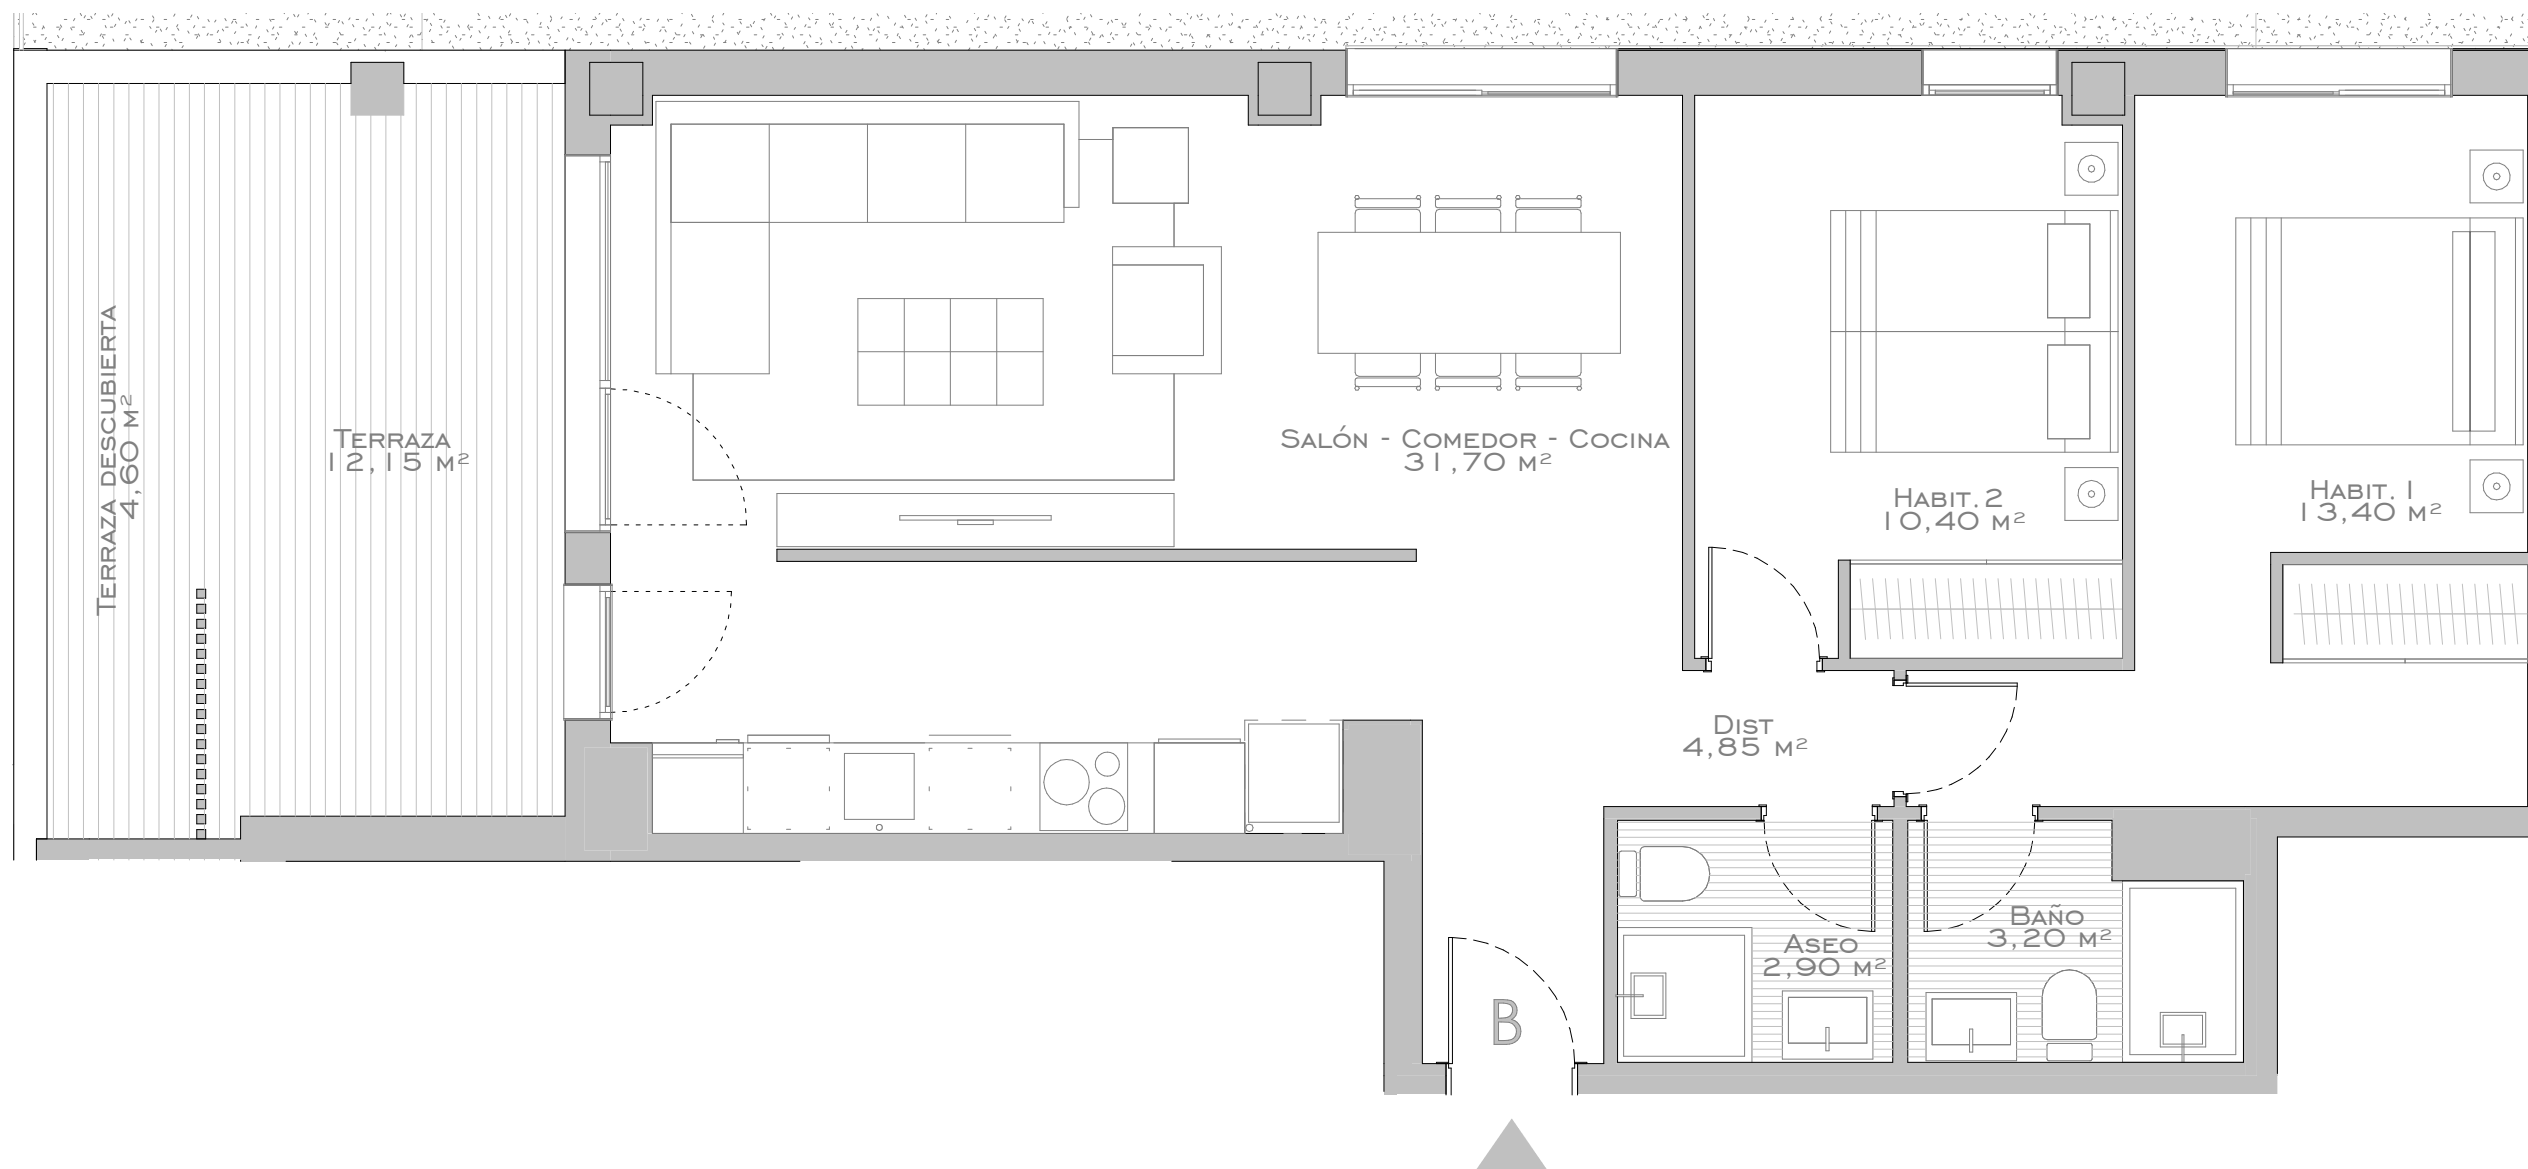 Terraza descubierta
4,60 m²
Terraza
12,15 m²
Salón - Comedor - Cocina
31,70 m²
Habit. 2
10,40 m²
Habit. 1
13,40 m²
Dist
4,85 m²
Aseo
2,90 m²
Baño
3,20 m²
B